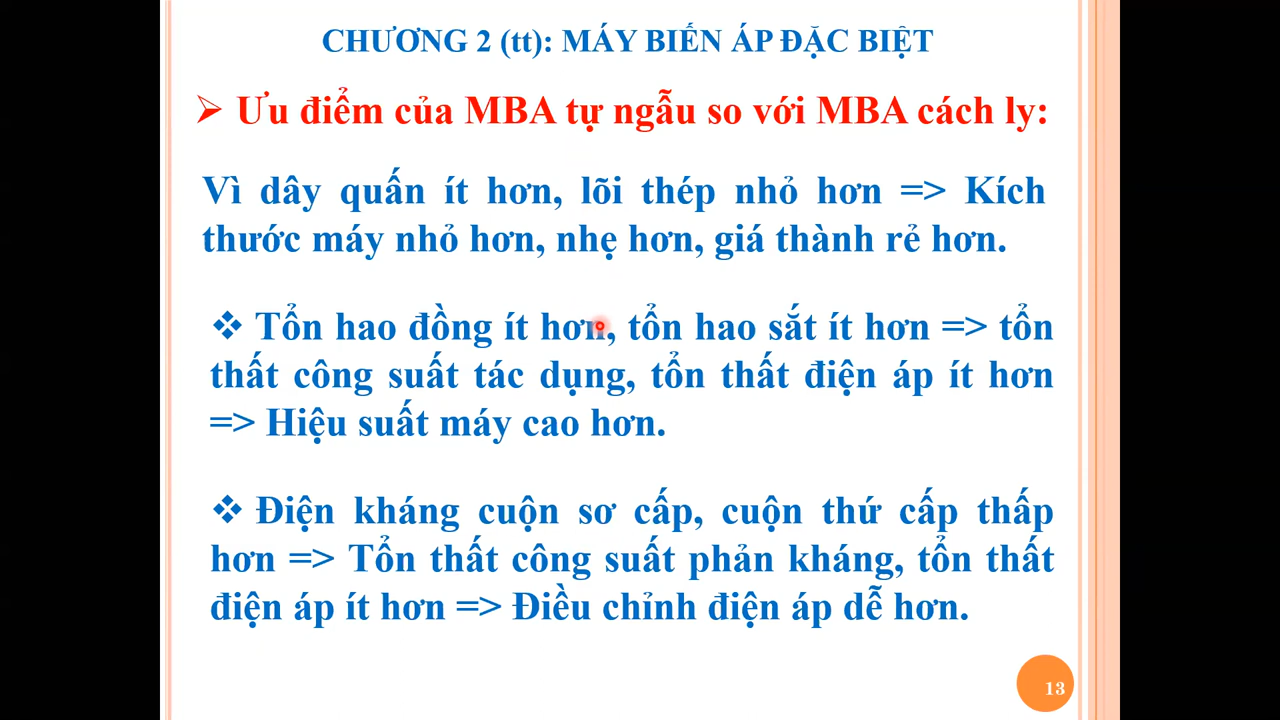 CHƯƠNG 2 (tt): MÁY BIẾN ÁP ĐẶC BIỆT
➢ Ưu điểm của MBA tự ngẫu so với MBA cách ly:
Vì dây quấn ít hơn, lõi thép nhỏ hơn => Kích
thước máy nhỏ hơn, nhẹ hơn, giá thành rẻ hơn.
❖ Tổn hao đồng ít hơn, tổn hao sắt ít hơn => tổn
thất công suất tác dụng, tổn thất điện áp ít hơn
=> Hiệu suất máy cao hơn.
❖ Điện kháng cuộn sơ cấp, cuộn thứ cấp thấp
hơn => Tổn thất công suất phản kháng, tổn thất
điện áp ít hơn => Điều chỉnh điện áp dễ hơn.
13